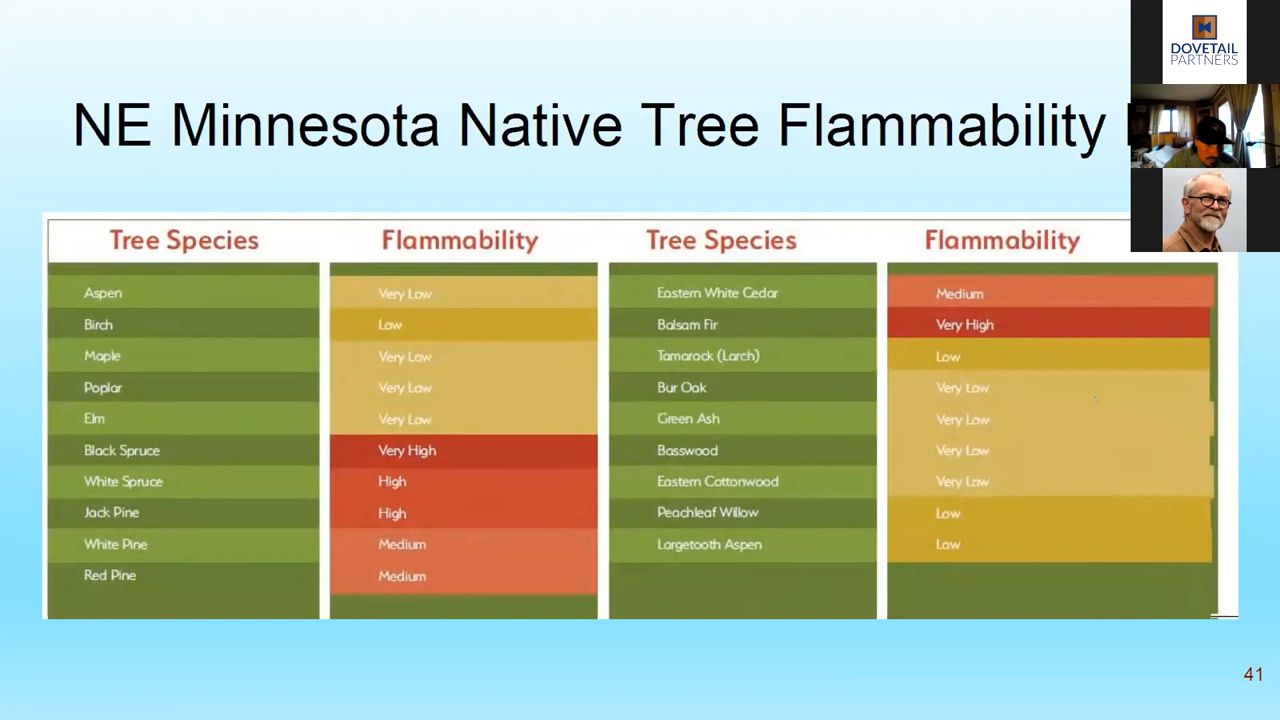 DOVETAIL
PARTNERS
NE Minnesota Native Tree Flammability
Tree Species Flammability Tree Species Flammability
Aspen Very Low Eastern White Cedar Medium
Birch Low Balsam Fir Very High
Maple Very Low Tamarack (Larch) Low
Poplar Very Low Bur Oak Very Low
Elm Very Low Green Ash Very Low
Black Spruce Very High Basswood Very Low
White Spruce High Eastern Cottonwood Very Low
Jack Pine High Peachleaf Willow Low
White Pine Medium Largetooth Aspen Low
Red Pine Medium
41